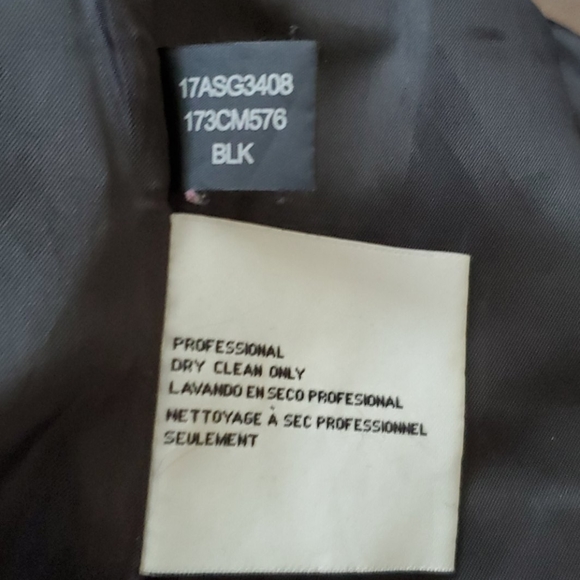 17ASG3408
173CM576
BLK
PROFESSIONAL
DRY CLEAN ONLY
LAVANDO EN SECO PROFESIONAL
NETTOYAGE À SEC PROFESSIONNEL
SEULEMENT